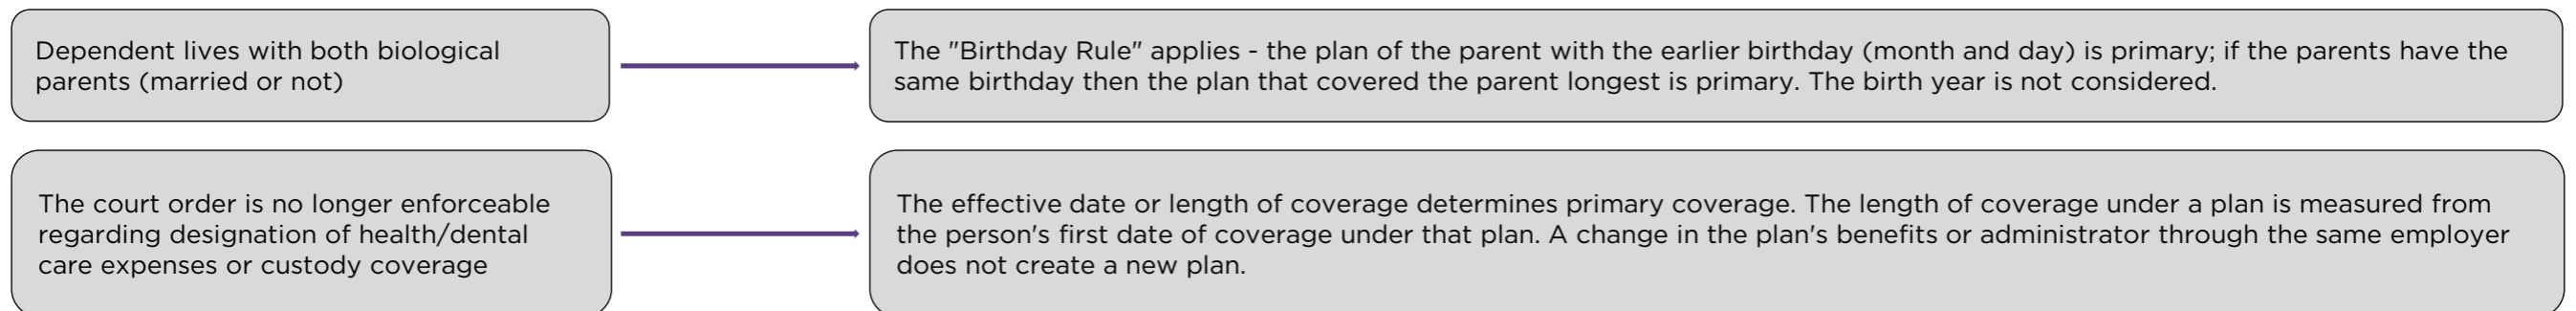 Dependent lives with both biological
parents (married or not)
The "Birthday Rule" applies - the plan of the parent with the earlier birthday (month and day) is primary; if the parents have the
same birthday then the plan that covered the parent longest is primary. The birth year is not considered.
The court order is no longer enforceable
regarding designation of health/dental
care expenses or custody coverage
The effective date or length of coverage determines primary coverage. The length of coverage under a plan is measured from
the person's first date of coverage under that plan. A change in the plan's benefits or administrator through the same employer
does not create a new plan.